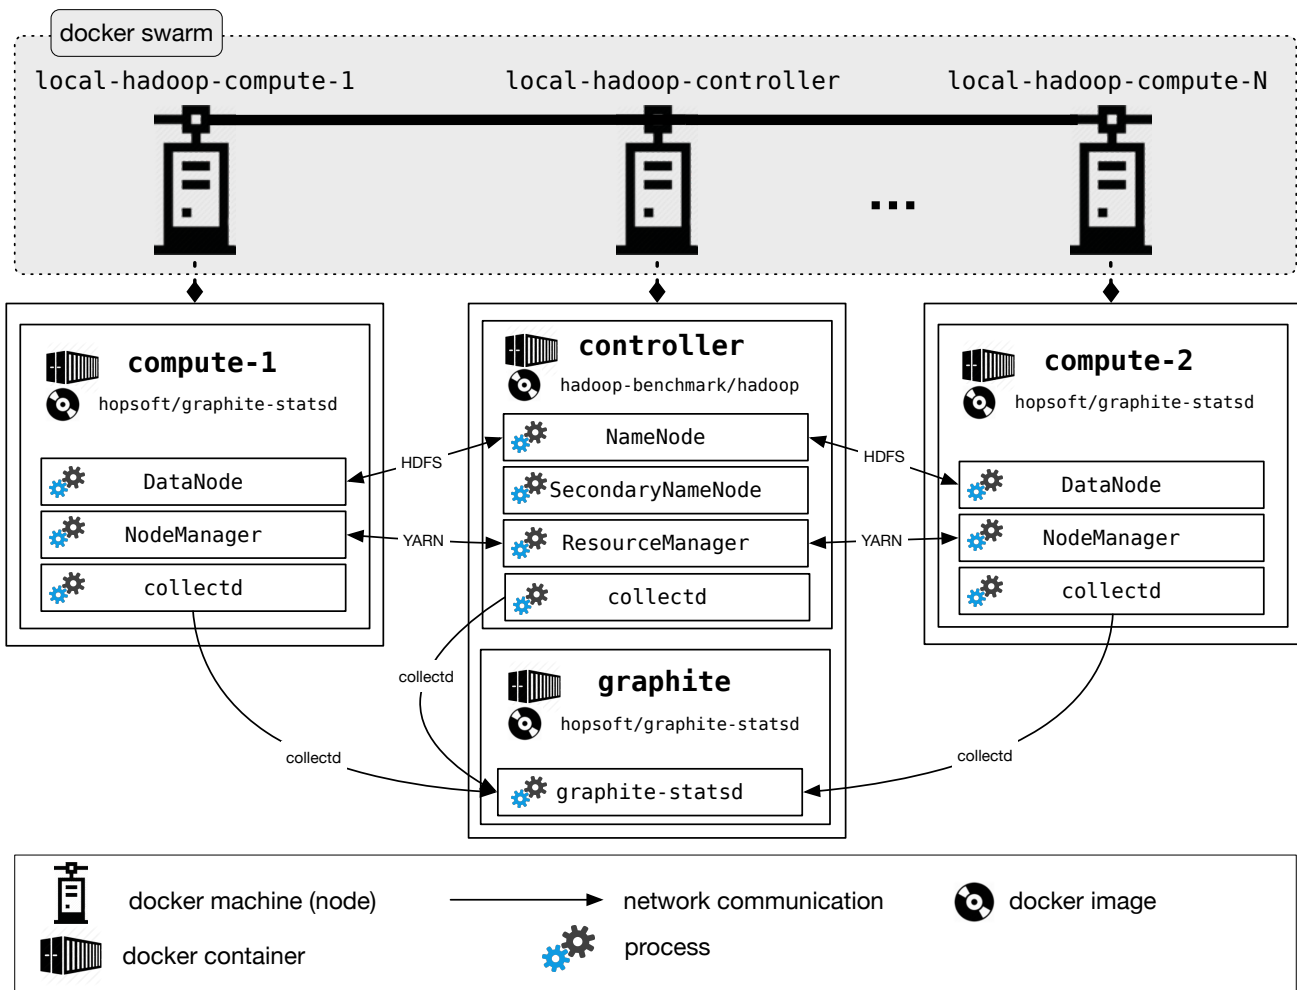 docker swarm
local-hadoop-compute-1
local-hadoop-controller
local-hadoop-compute-N
...
compute-1
hopsoft/graphite-statsd
DataNode
NodeManager
collectd
controller
hadoop-benchmark/hadoop
NameNode
SecondaryNameNode
ResourceManager
collectd
compute-2
hopsoft/graphite-statsd
DataNode
NodeManager
collectd
HDFS
HDFS
YARN
YARN
collectd
graphite
hopsoft/graphite-statsd
graphite-statsd
collectd
collectd
docker machine (node)
network communication
docker image
docker container
process